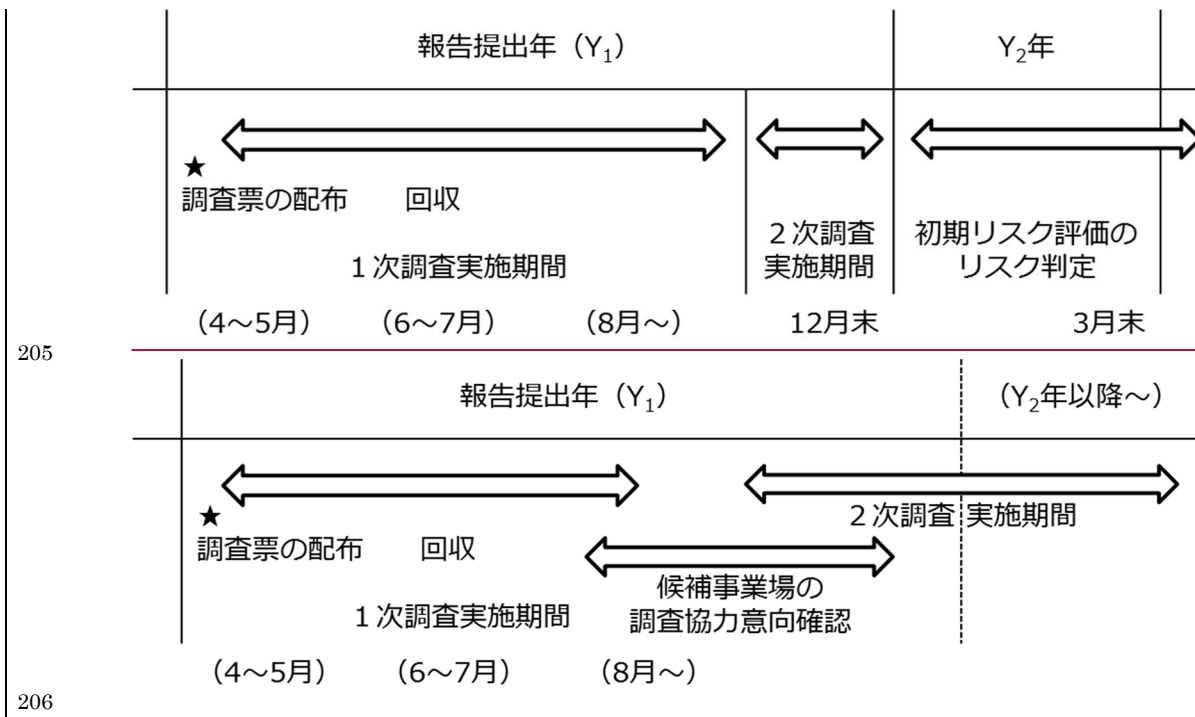 報告提出年（Y₁）
Y₂年
★
調査票の配布
回収
２次調査
実施期間
初期リスク評価の
リスク判定
１次調査実施期間
（4～5月）
（6～7月）
（8月～）
12月末
3月末
205
報告提出年（Y₁）
（Y₂年以降～）
★
２次調査 実施期間
調査票の配布
回収
候補事業場の
調査協力意向確認
１次調査実施期間
（4～5月）
（6～7月）
（8月～）
206